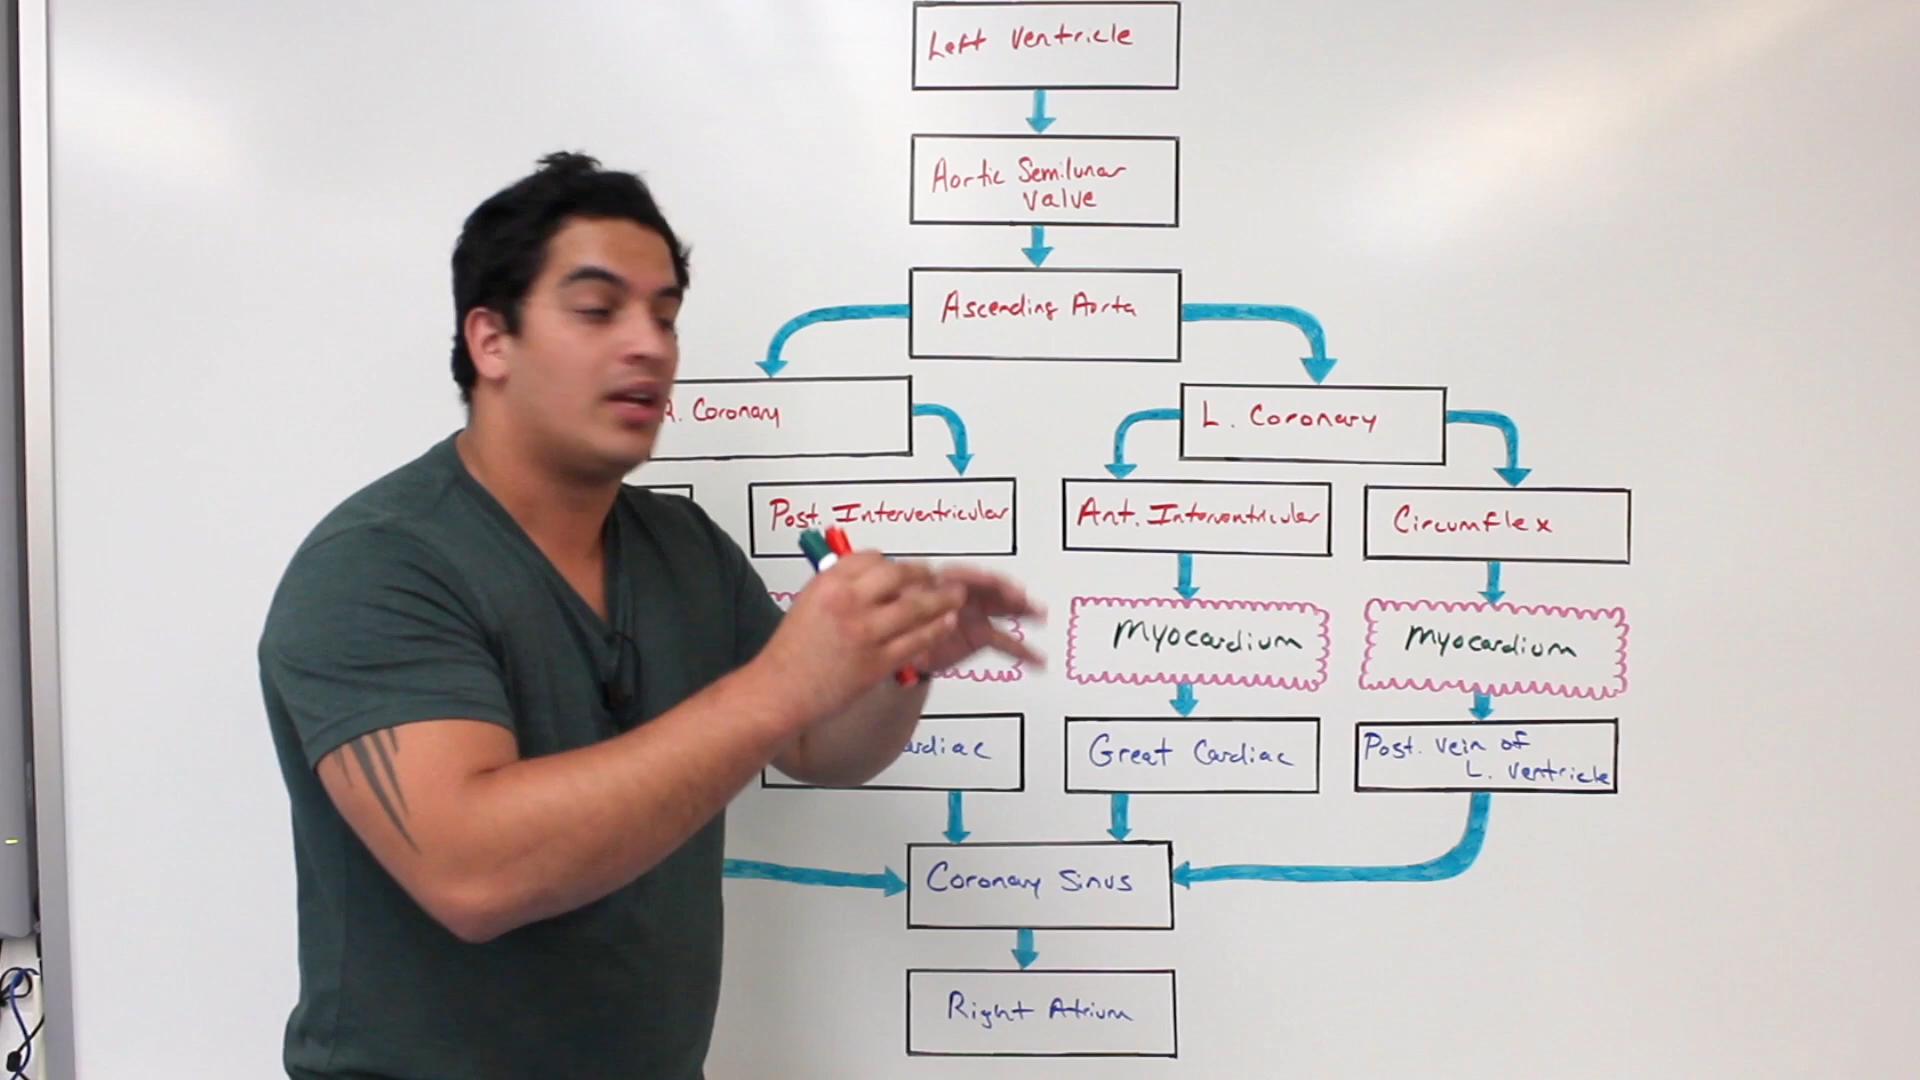 Left Ventricle
Aortic Semilunar
Valve
Ascending Aorta
R. Coronary
L. Coronary
Post. Interventricular
Ant. Interventricular
Circumflex
Myocardium
Myocardium
Great Cardiac
Post. vein of
L. Ventricle
Coronary Sinus
Right Atrium